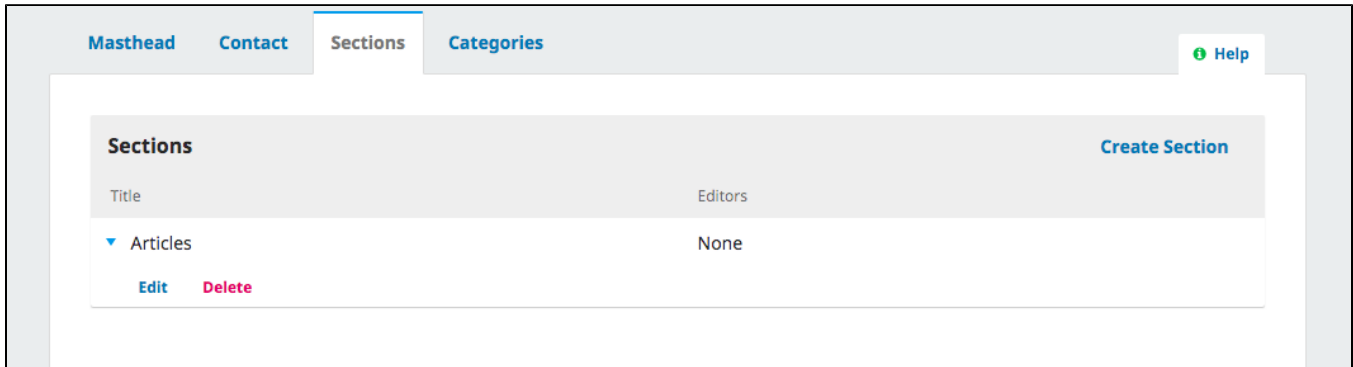 Masthead Contact Sections Categories
Help
Sections Create Section
Title Editors
Articles None
Edit Delete